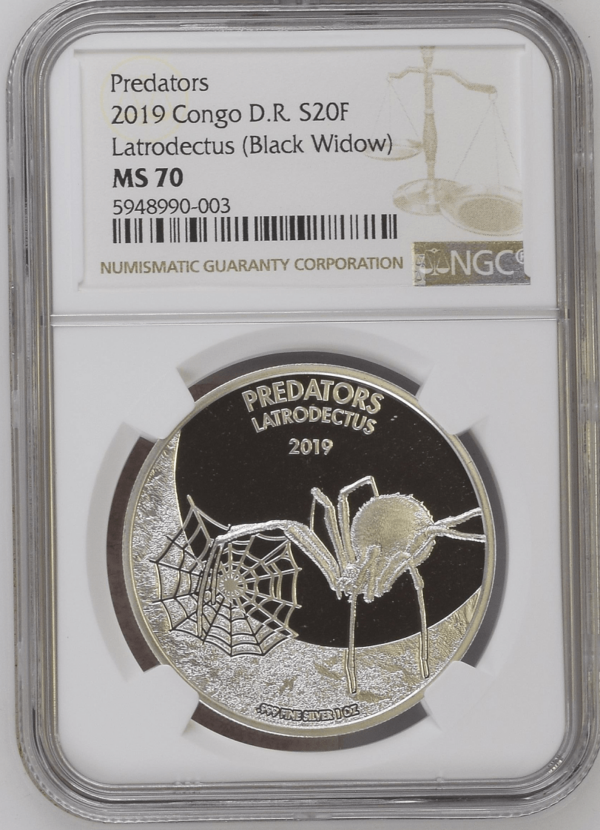 Predators
2019 Congo D.R. S20F
Latrodectus (Black Widow)
MS 70
5948990-003
NUMISMATIC GUARANTY CORPORATION
NGC®
PREDATORS
LATRODECTUS
2019
.999 FINE SILVER 1 OZ